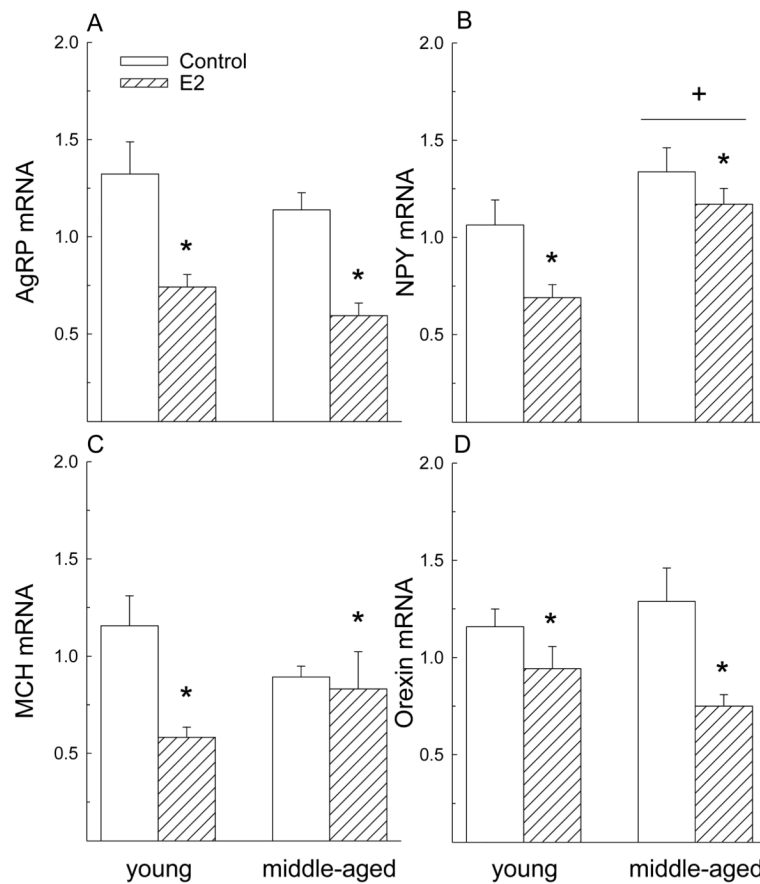 A
2.0
Control
E2
1.5
AgRP mRNA
1.0
*
*
0.5
B
2.0
+
1.5
*
NPY mRNA
1.0
*
0.5
C
2.0
1.5
MCH mRNA
*
1.0
*
0.5
young
middle-aged
D
2.0
1.5
Orexin mRNA
*
1.0
*
0.5
young
middle-aged